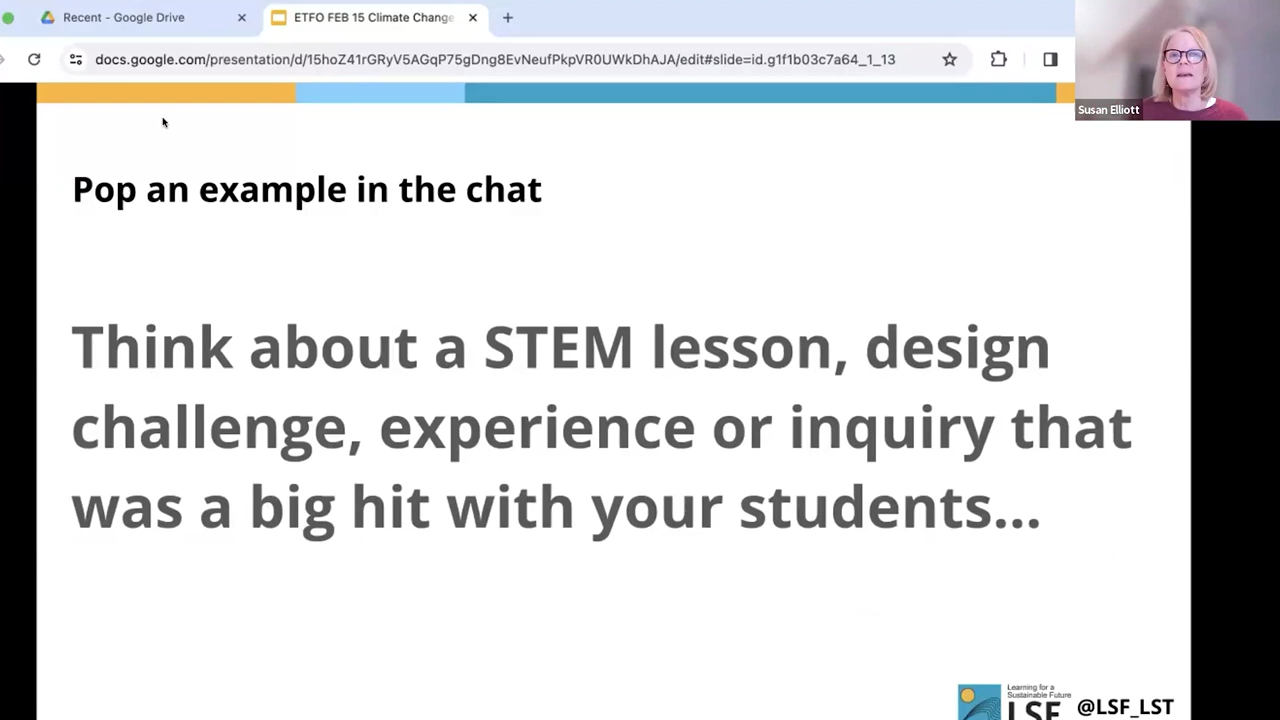 Recent - Google Drive
ETFO FEB 15 Climate Change
docs.google.com/presentation/d/15hoZ41rGRyV5AGqP75gDng8EvNeufPkpVR0UWkDhAJA/edit#slide=id.g1f1b03c7a64_1_13
Susan Elliott
Pop an example in the chat
Think about a STEM lesson, design
challenge, experience or inquiry that
was a big hit with your students...
Learning for a
Sustainable Future
LSF
@LSF_LST